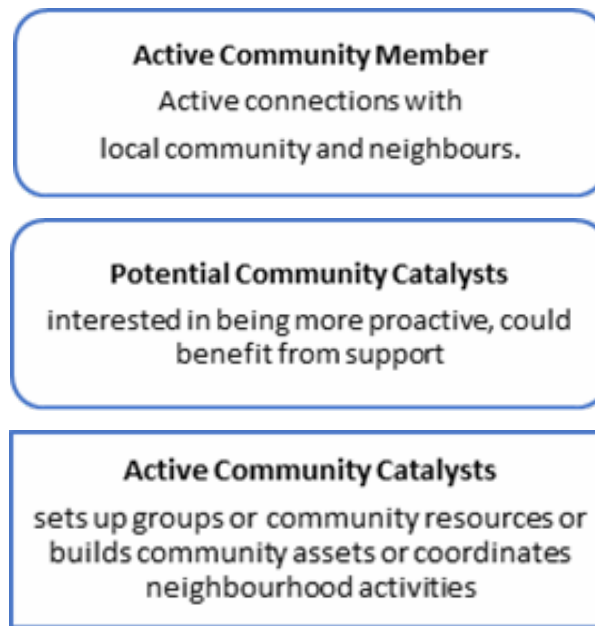 Active Community Member
Active connections with
local community and neighbours.
Potential Community Catalysts
interested in being more proactive, could
benefit from support
Active Community Catalysts
sets up groups or community resources or
builds community assets or coordinates
neighbourhood activities